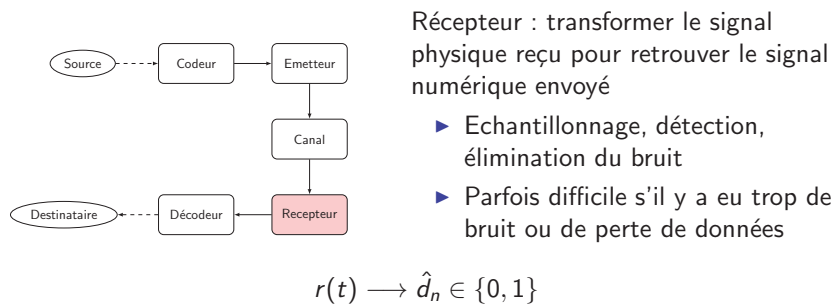 Source
Codeur
Emetteur
Canal
Destinataire
Décodeur
Recepteur
Récepteur : transformer le signal
physique reçu pour retrouver le signal
numérique envoyé
▶ Echantillonnage, détection,
élimination du bruit
▶ Parfois difficile s'il y a eu trop de
bruit ou de perte de données
r(t) ⟶ d̂ₙ ∈ {0, 1}